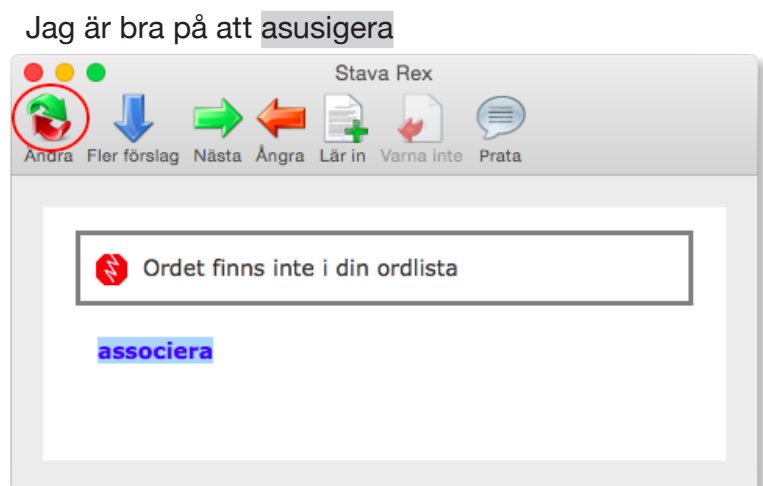 Jag är bra på att asusigera
Stava Rex
Ändra Fler förslag Nästa Ångra Lär in Varna inte Prata
Ordet finns inte i din ordlista
associera